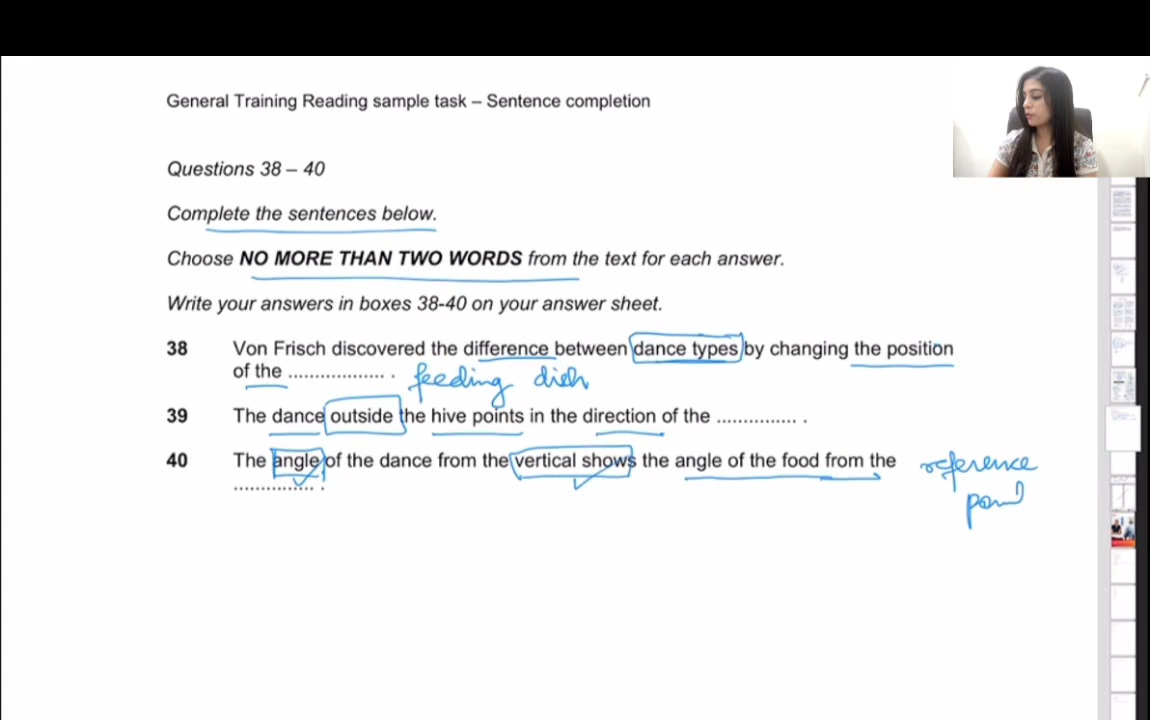 General Training Reading sample task – Sentence completion
Questions 38 – 40
Complete the sentences below.
Choose NO MORE THAN TWO WORDS from the text for each answer.
Write your answers in boxes 38-40 on your answer sheet.
38 Von Frisch discovered the difference between dance types by changing the position
of the .................. . feeding dish
39 The dance outside the hive points in the direction of the ............... .
40 The angle of the dance from the vertical shows the angle of the food from the reference
............... . point